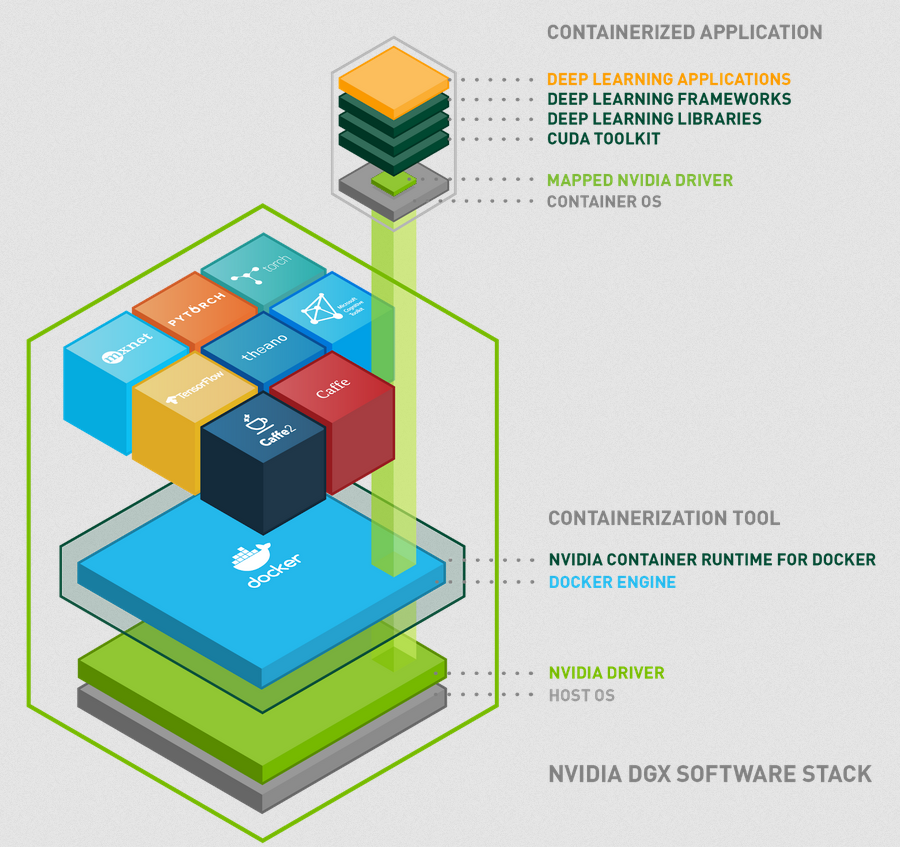 CONTAINERIZED APPLICATION
DEEP LEARNING APPLICATIONS
DEEP LEARNING FRAMEWORKS
DEEP LEARNING LIBRARIES
CUDA TOOLKIT
MAPPED NVIDIA DRIVER
CONTAINER OS
torch
PYTORCH
Microsoft
Cognitive
Toolkit
mxnet
theano
TensorFlow
Caffe
Caffe2
CONTAINERIZATION TOOL
NVIDIA CONTAINER RUNTIME FOR DOCKER
DOCKER ENGINE
docker
NVIDIA DRIVER
HOST OS
NVIDIA DGX SOFTWARE STACK